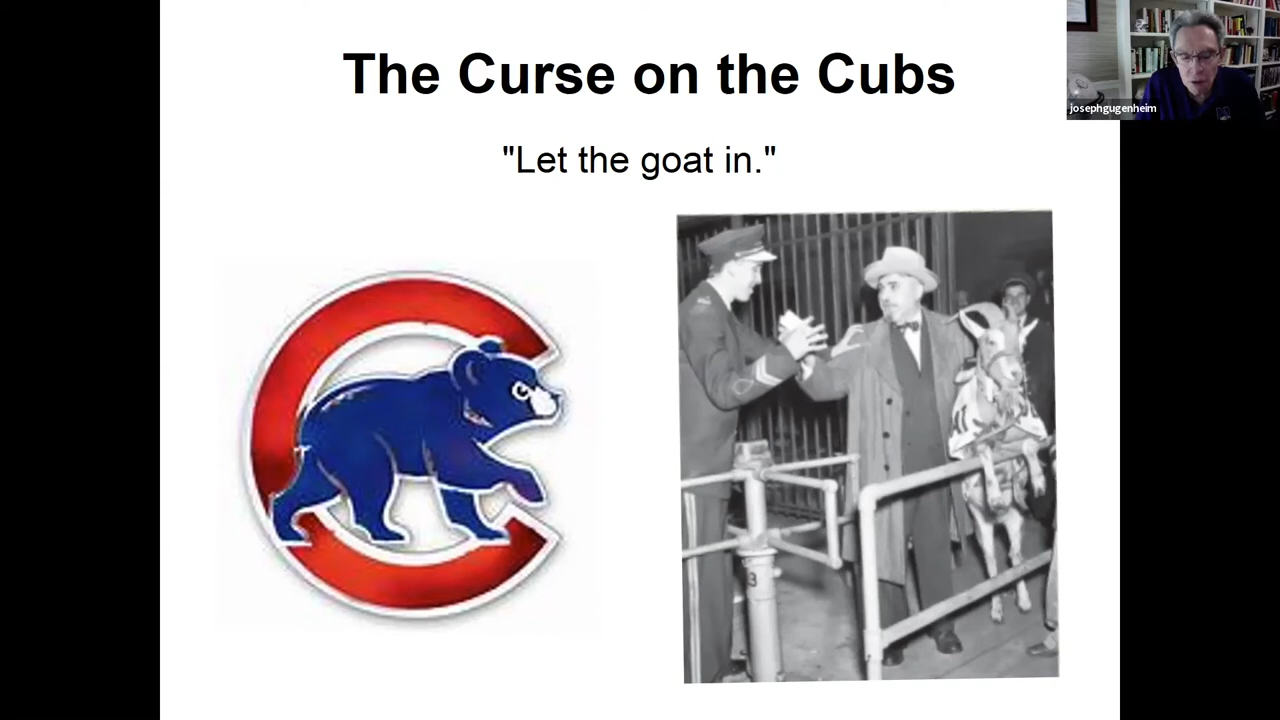 The Curse on the Cubs
"Let the goat in."
josephgugenheim